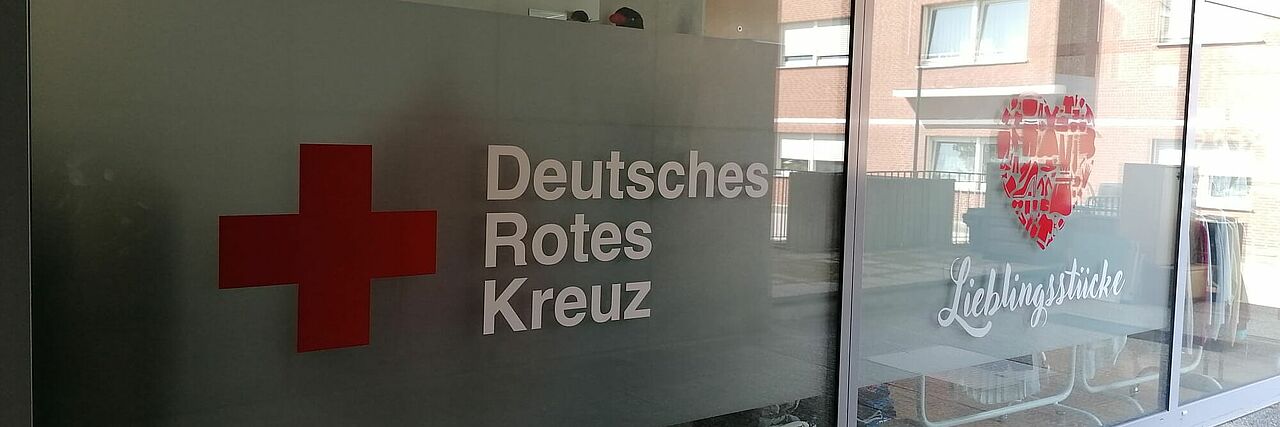 Deutsches
Rotes
Kreuz
Lieblingsstücke